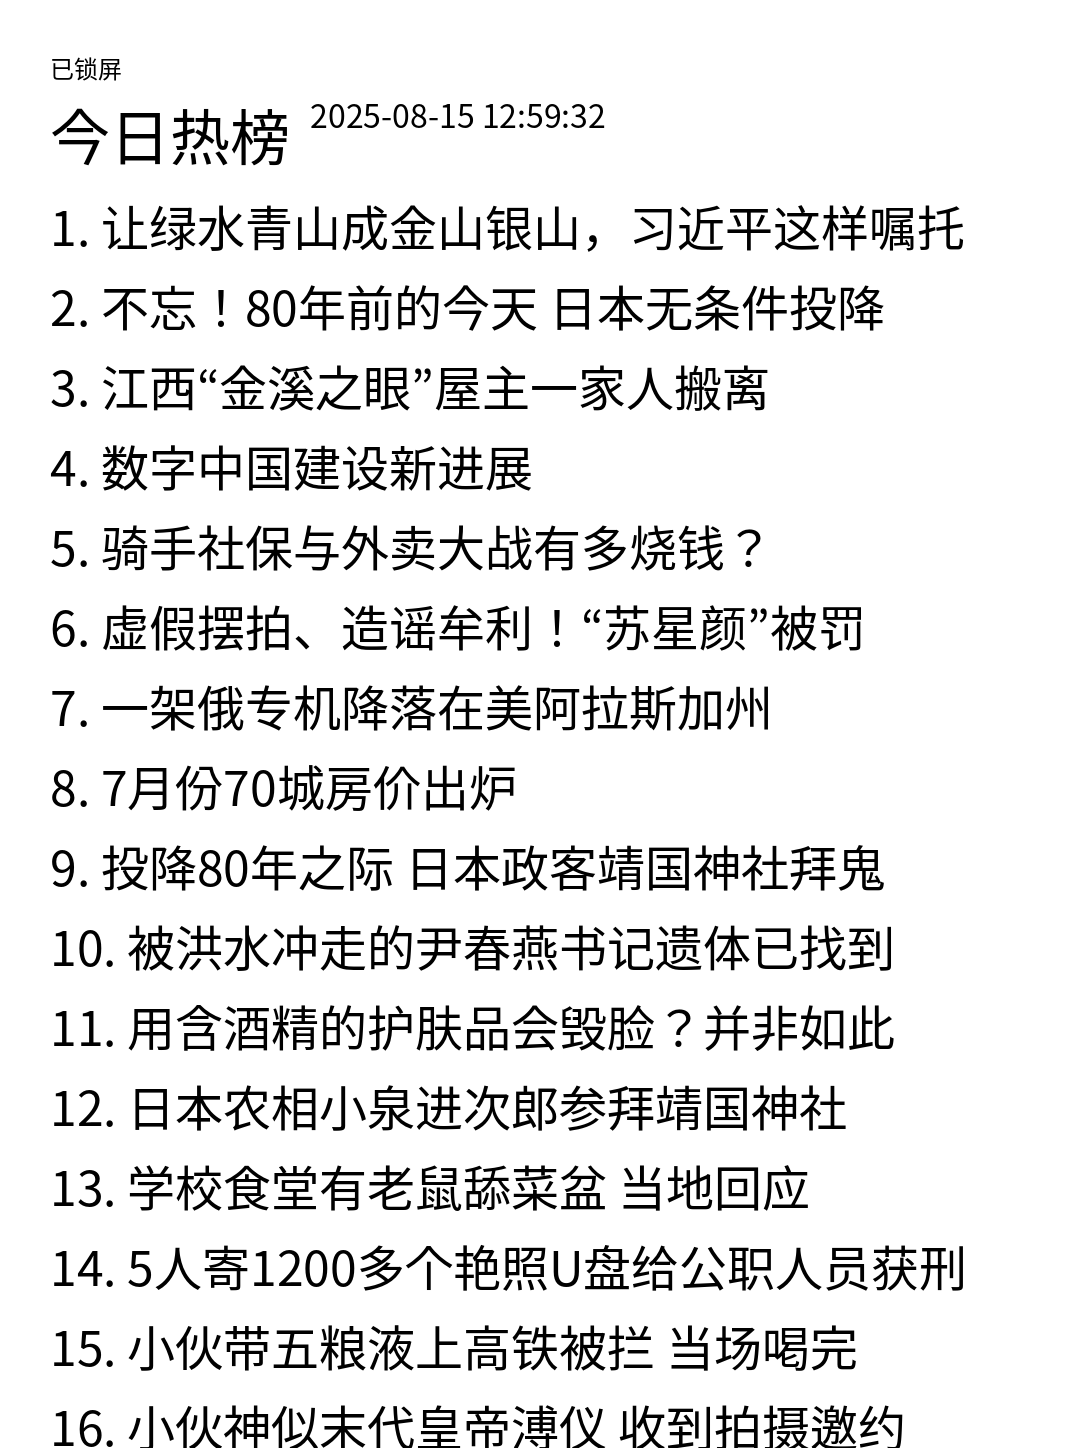 已锁屏
今日热榜 2025-08-15 12:59:32
1. 让绿水青山成金山银山，习近平这样嘱托
2. 不忘！80年前的今天 日本无条件投降
3. 江西“金溪之眼”屋主一家人搬离
4. 数字中国建设新进展
5. 骑手社保与外卖大战有多烧钱？
6. 虚假摆拍、造谣牟利！“苏星颜”被罚
7. 一架俄专机降落在美阿拉斯加州
8. 7月份70城房价出炉
9. 投降80年之际 日本政客靖国神社拜鬼
10. 被洪水冲走的尹春燕书记遗体已找到
11. 用含酒精的护肤品会毁脸？并非如此
12. 日本农相小泉进次郎参拜靖国神社
13. 学校食堂有老鼠舔菜盆 当地回应
14. 5人寄1200多个艳照U盘给公职人员获刑
15. 小伙带五粮液上高铁被拦 当场喝完
16. 小伙神似末代皇帝溥仪 收到拍摄邀约